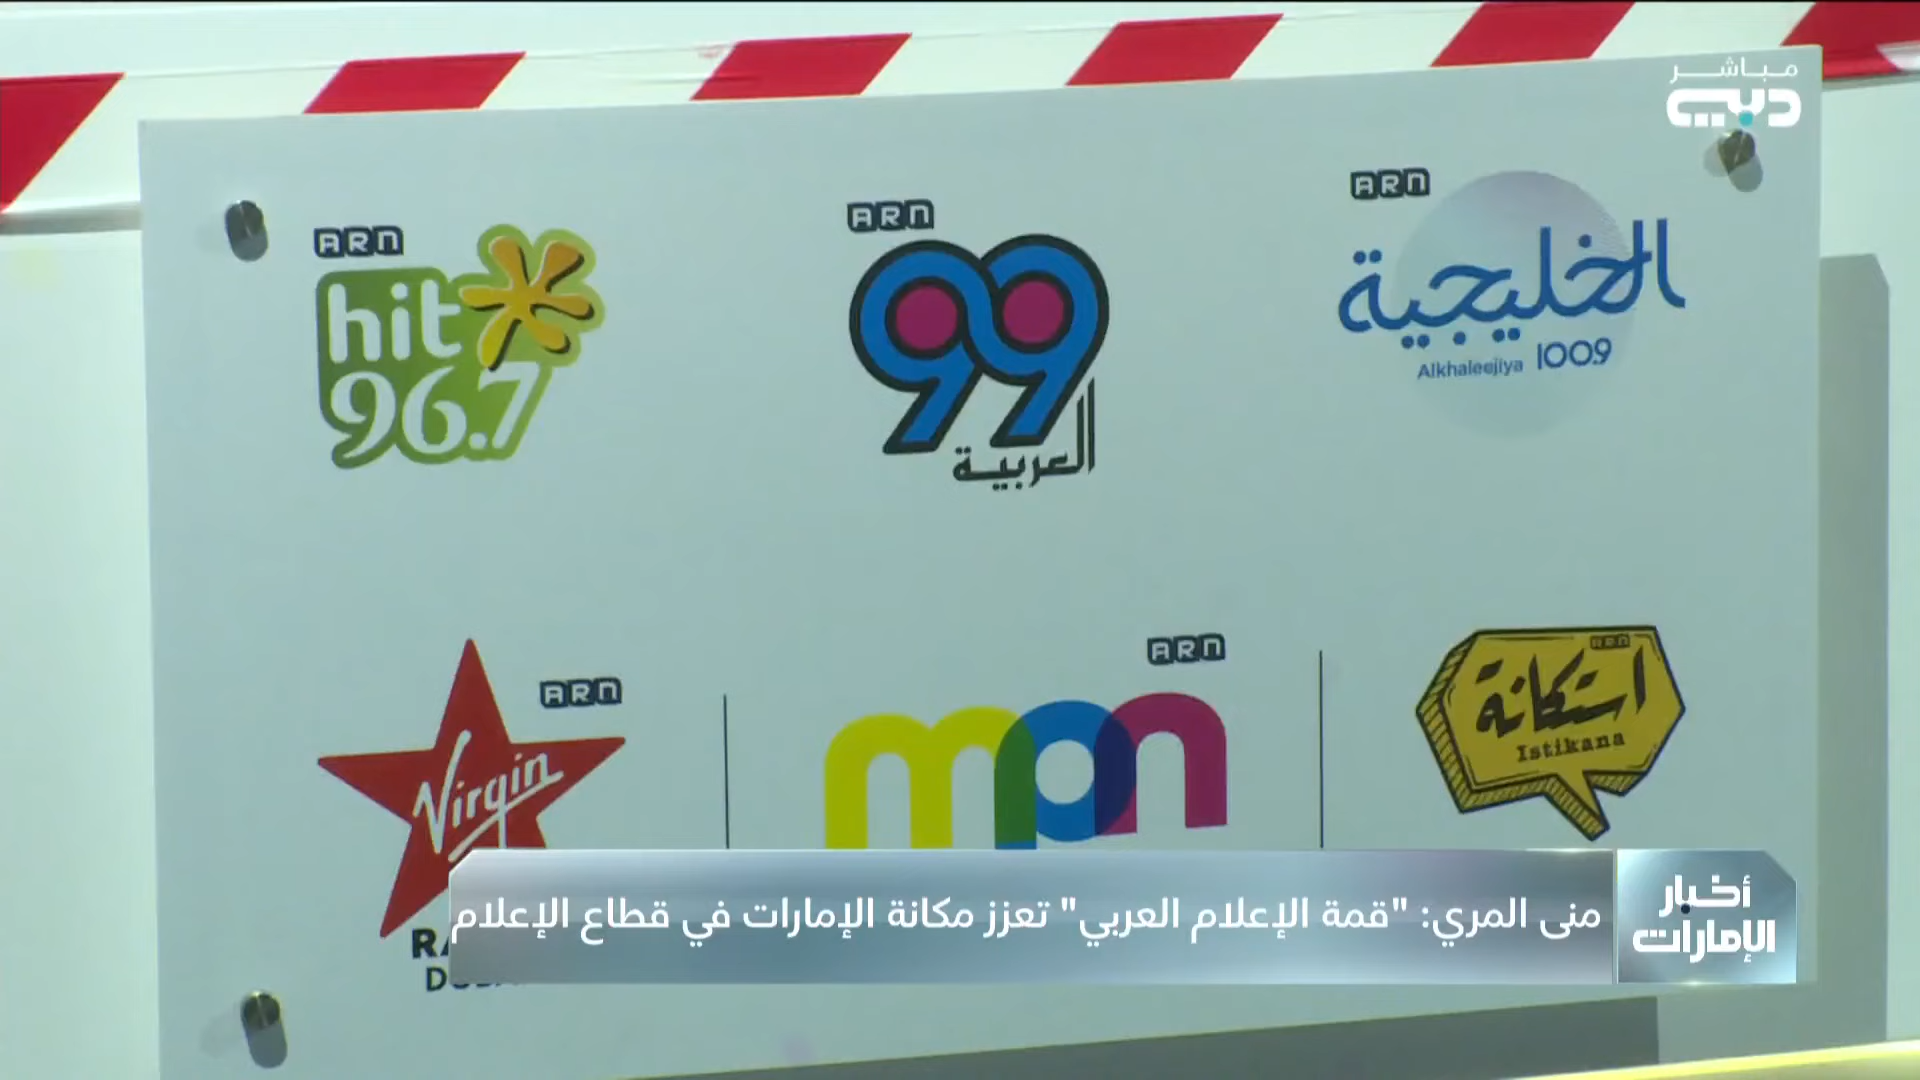 مباشر
دبي
ARN
hit
96.7
ARN
99
العربية
ARN
الخليجية
Alkhaleejiya 100.9
ARN
Virgin
ARN
mpn
ARN
استكانة
Istikana
منى المري: "قمة الإعلام العربي" تعزز مكانة الإمارات في قطاع الإعلام
أخبار
الإمارات